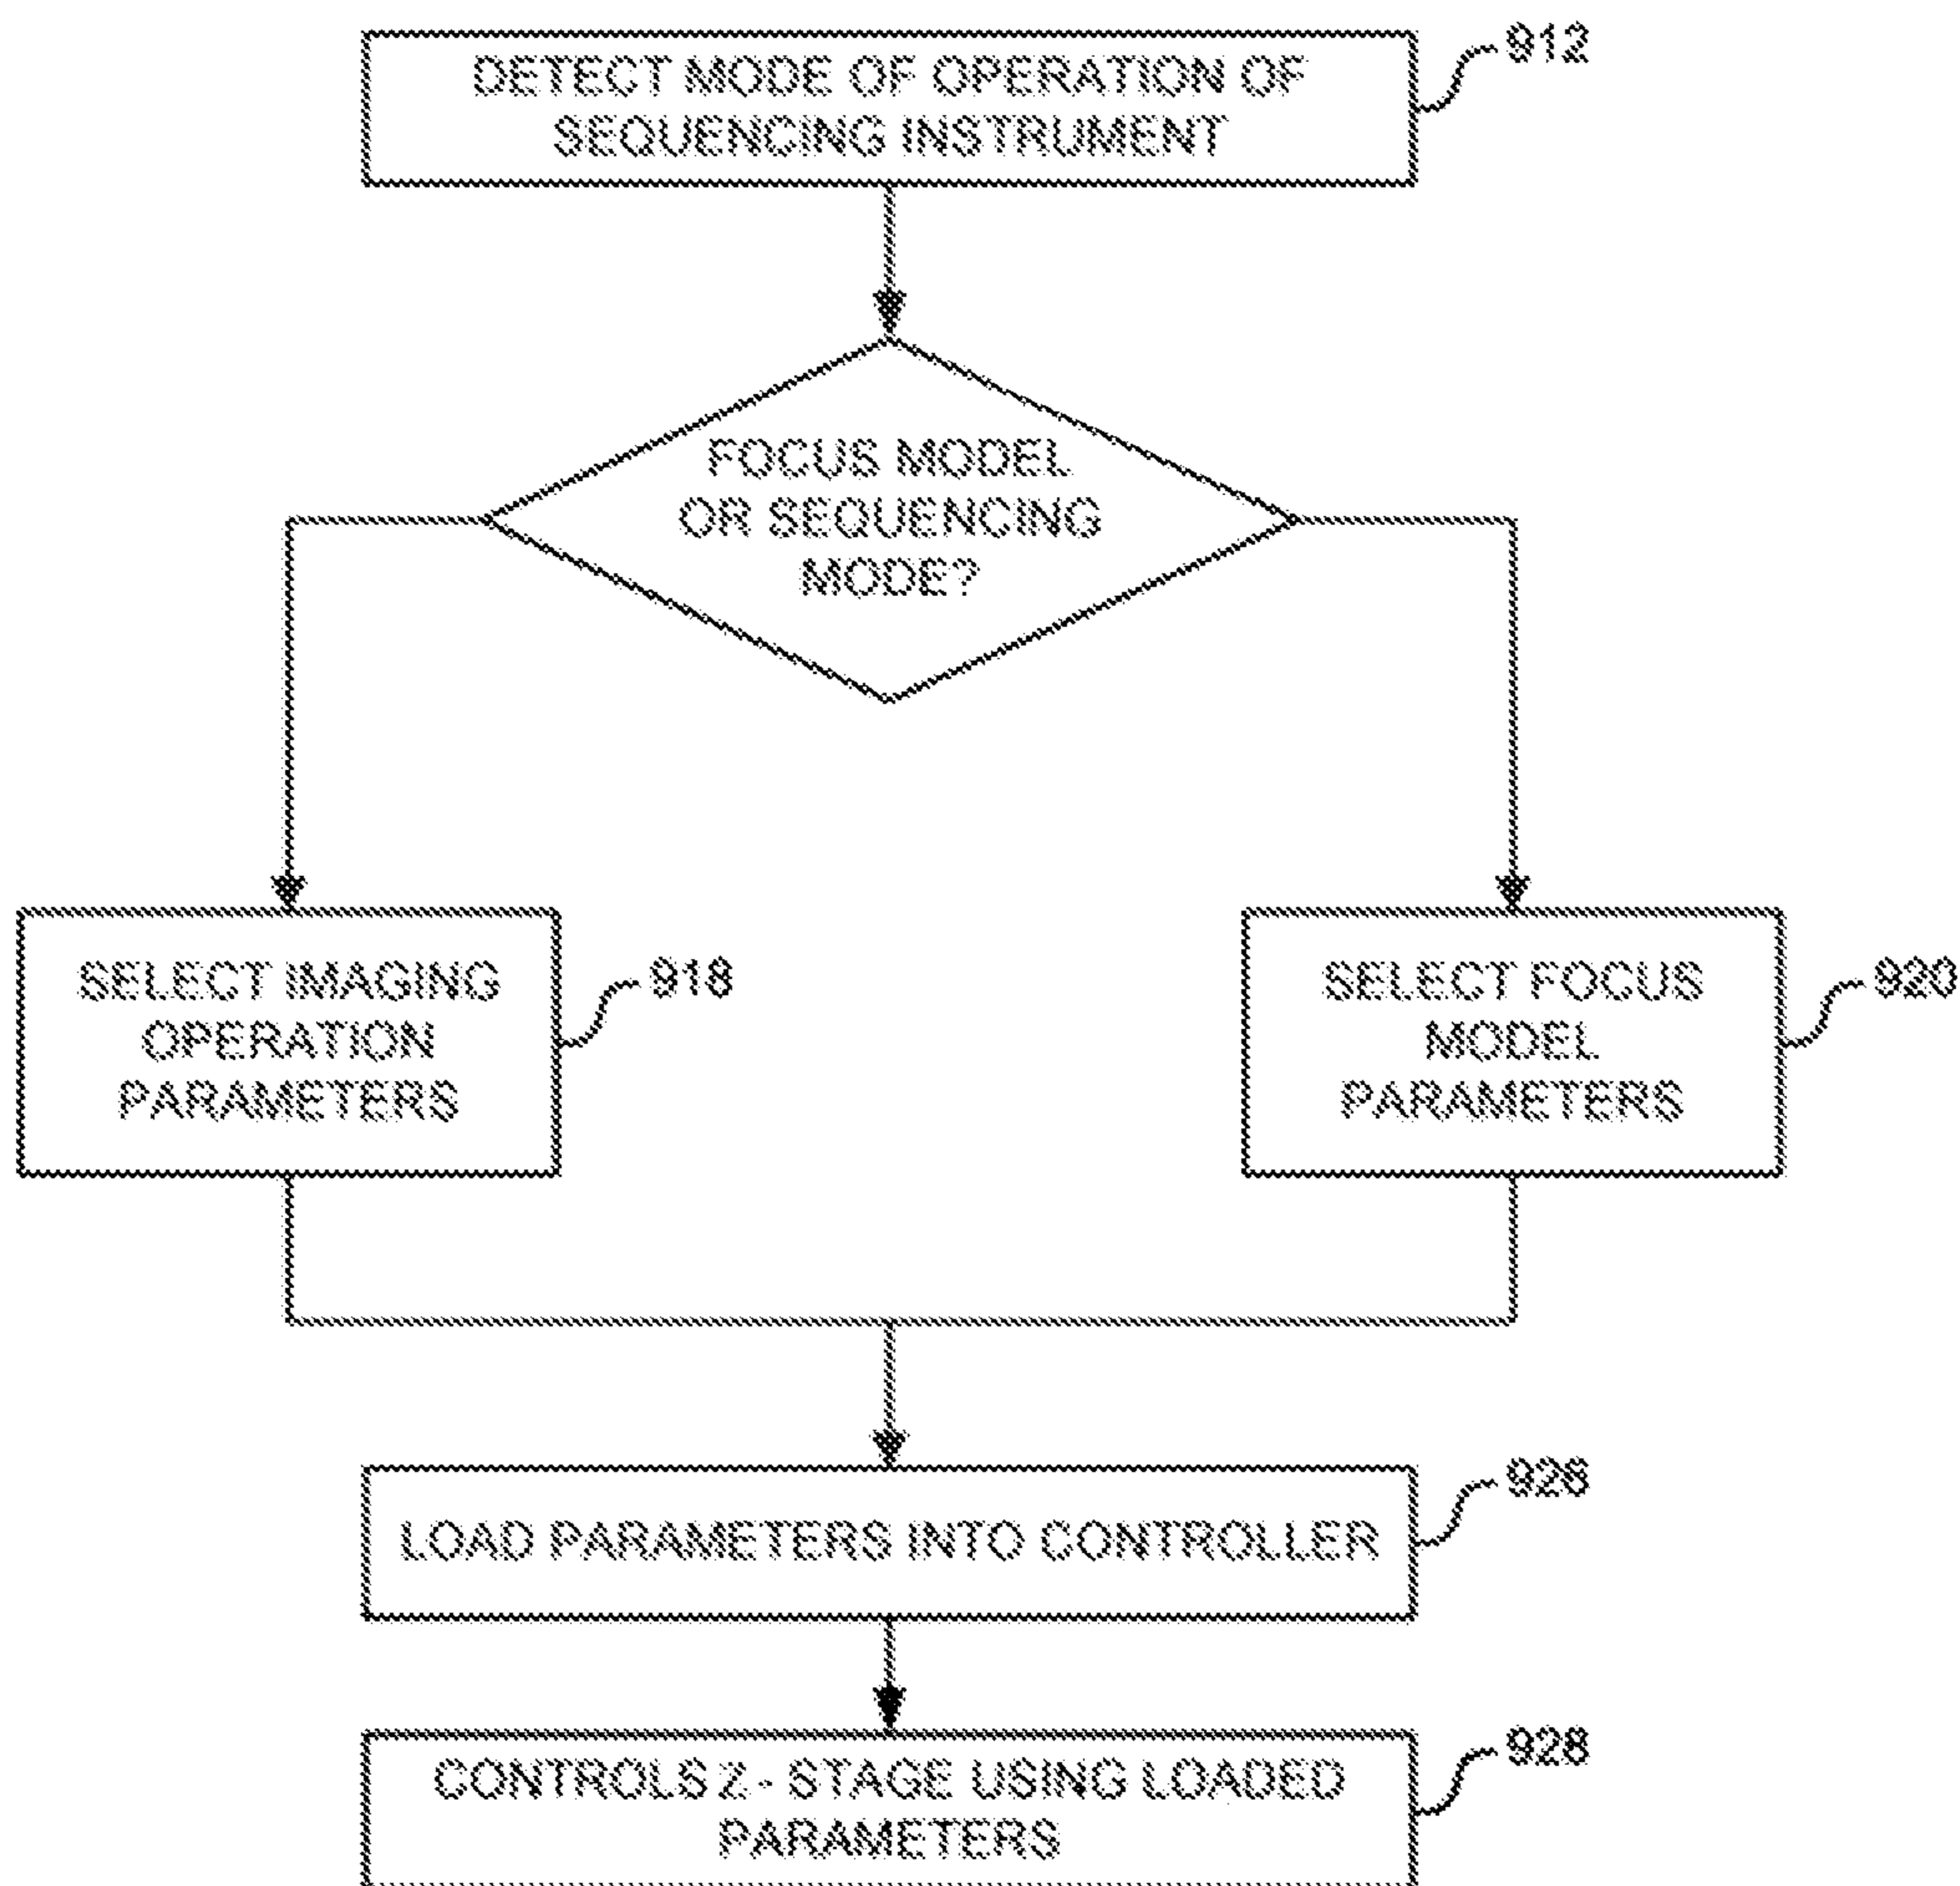 DETECT MODE OF OPERATION OF
SEQUENCING INSTRUMENT
912
FOCUS MODEL
OR SEQUENCING
MODE?
SELECT IMAGING
OPERATION
PARAMETERS
918
SELECT FOCUS
MODEL
PARAMETERS
920
LOAD PARAMETERS INTO CONTROLLER
926
CONTROLS Z - STAGE USING LOADED
PARAMETERS
928